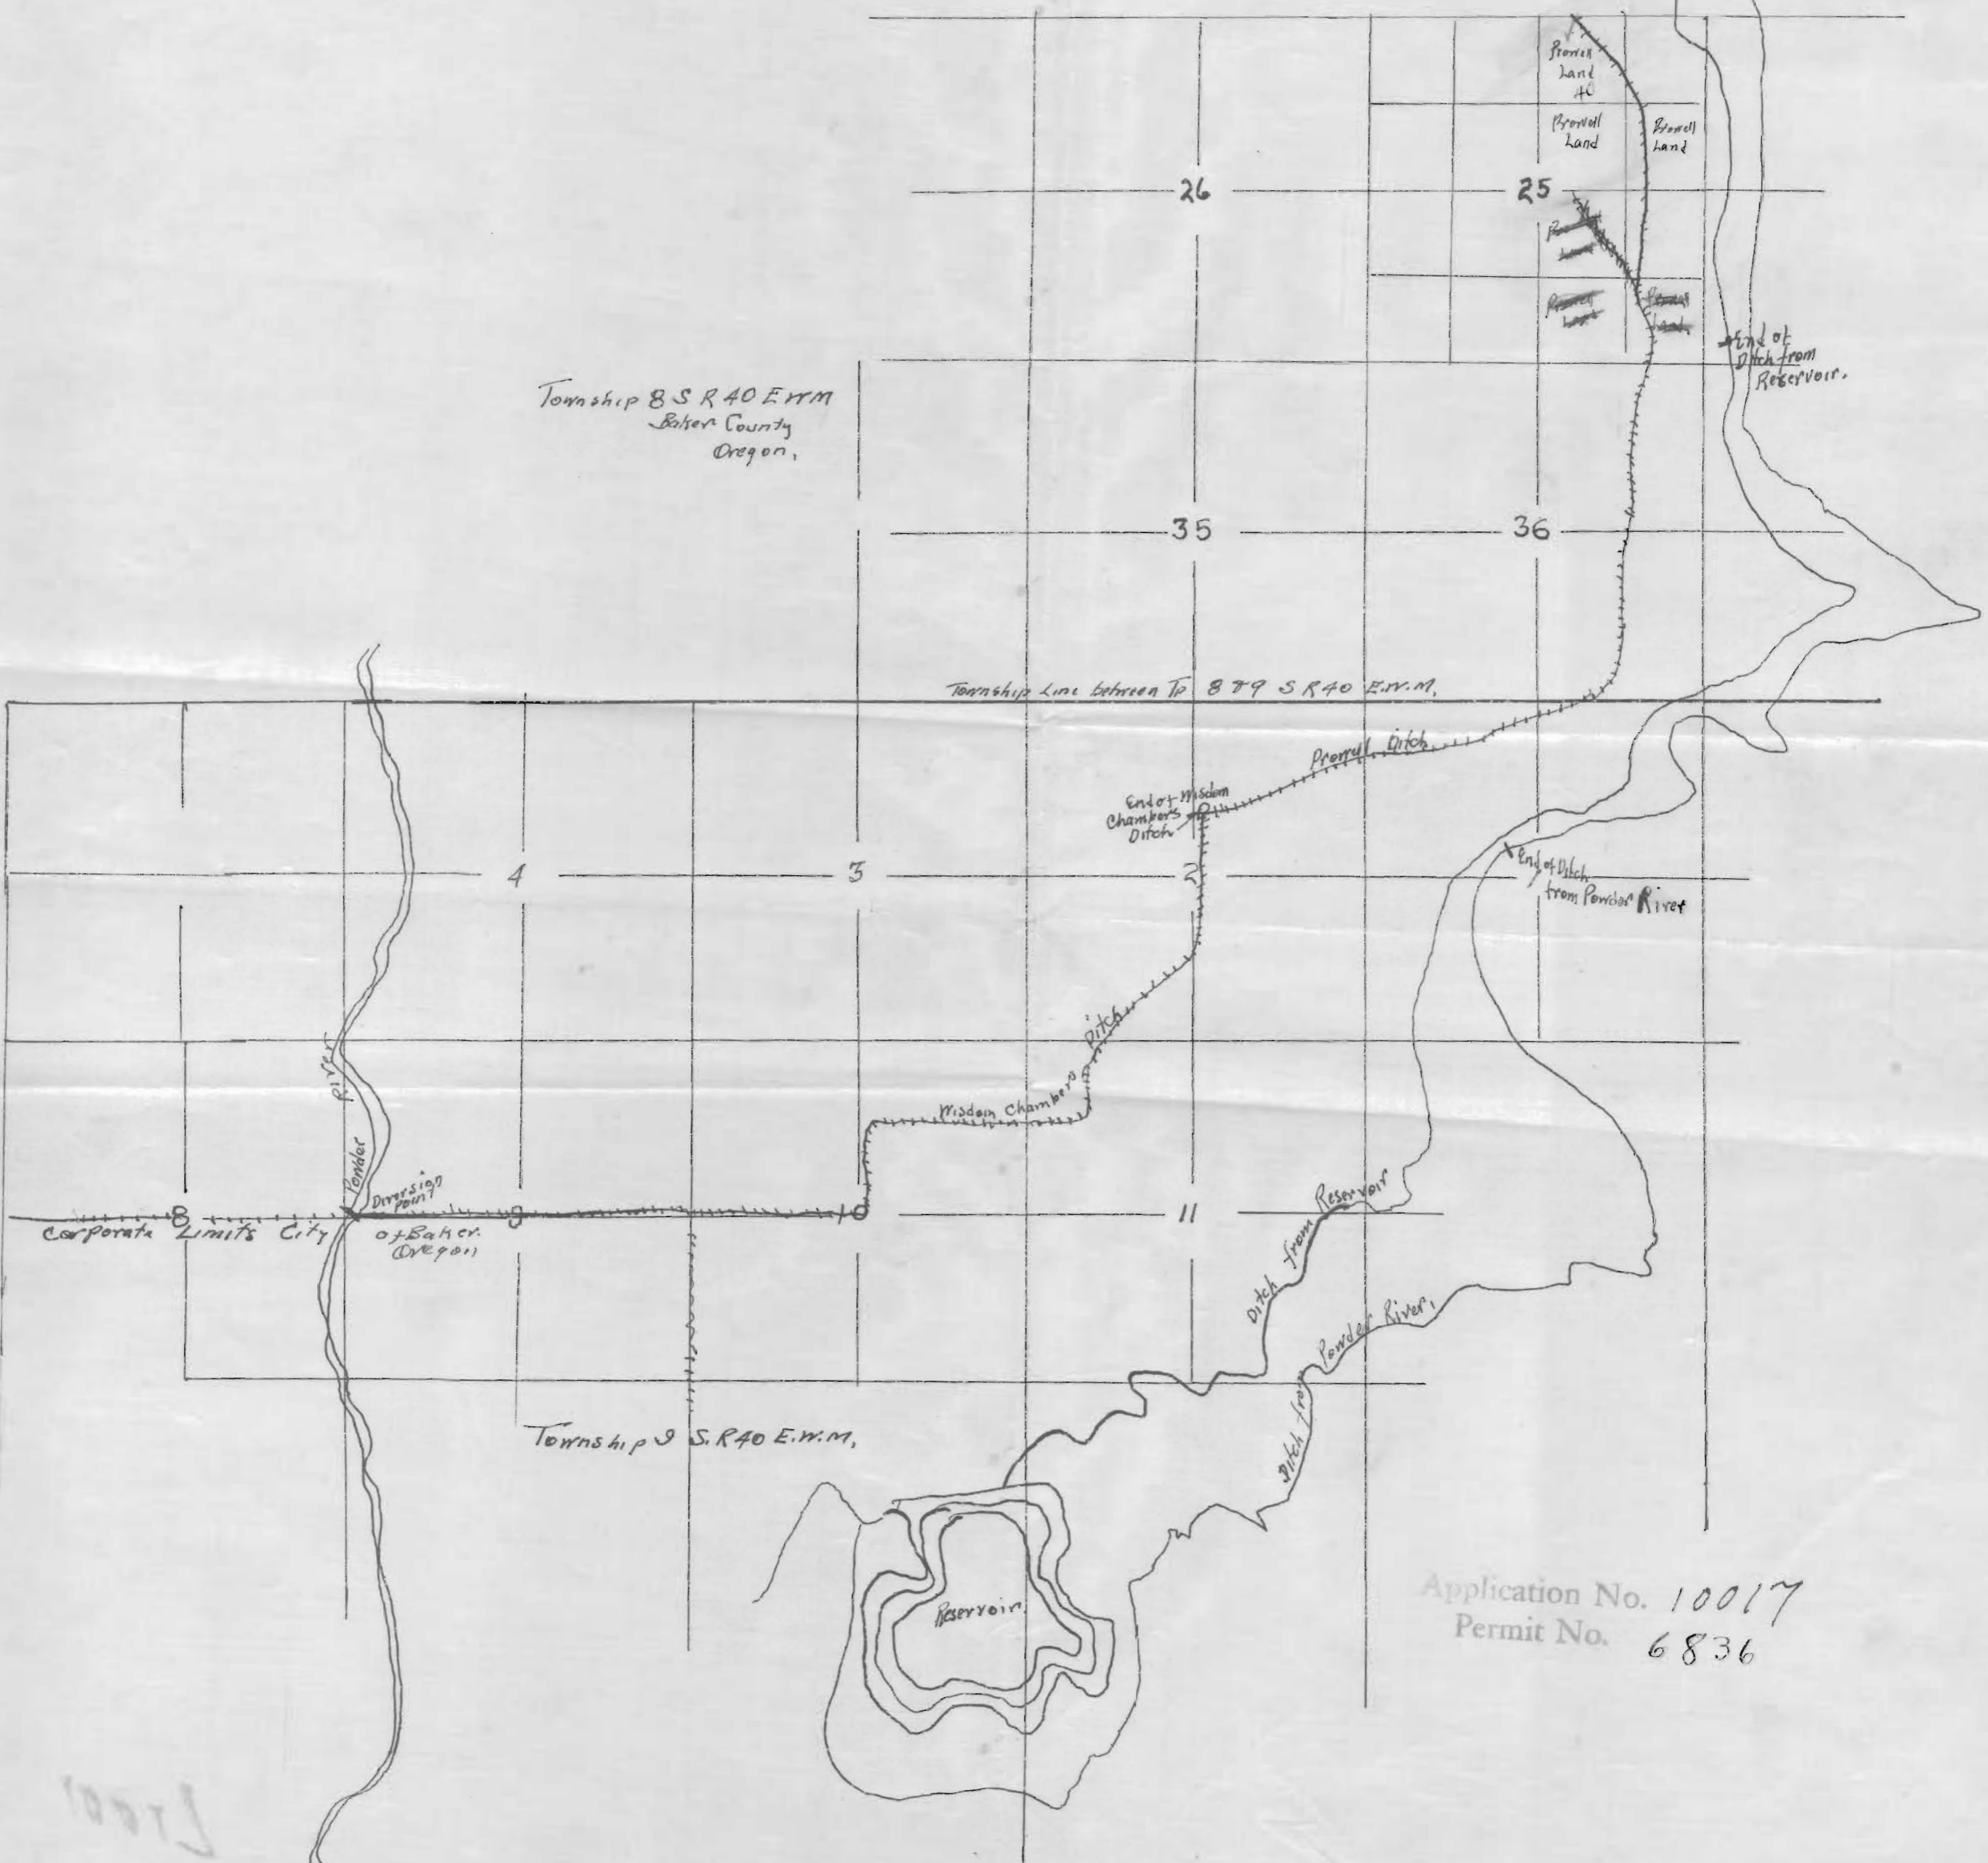 Prowell
Land
40
Prowell
Land
Prowell
Land
26
25
End of
Ditch from
Reservoir.
Township 8 S R 40 E W M
Baker County
Oregon.
35
36
Township Line between Tp 8 & 9 S R 40 E.W.M.
Prowell Ditch
End of Wisdom
Chambers
Ditch
4
3
2
End of Ditch
from Powder River
Powder River
Wisdom Chambers Ditch
Diversion
Point
8
9
10
11
Corporate Limits City of Baker.
Oregon
Ditch from Reservoir
Ditch from Powder River.
Township 9 S. R 40 E.W.M.
Reservoir.
Application No. 10017
Permit No. 6836